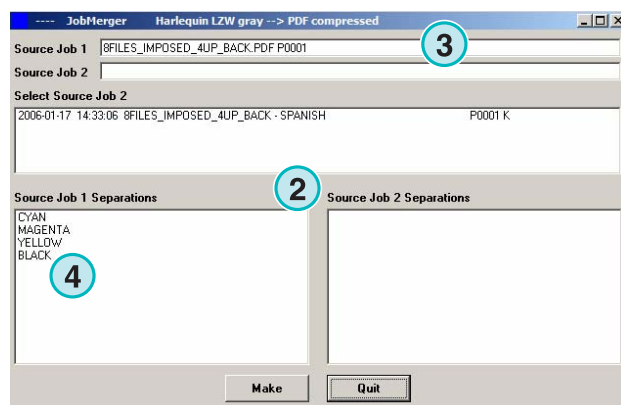 ---- JobMerger Harlequin LZW gray --> PDF compressed
Source Job 1 8FILES_IMPOSED_4UP_BACK.PDF P0001
3
Source Job 2
Select Source Job 2
2006-01-17 14:33:06 8FILES_IMPOSED_4UP_BACK - SPANISH P0001 K
2
Source Job 1 Separations Source Job 2 Separations
CYAN
MAGENTA
YELLOW
BLACK
4
Make Quit